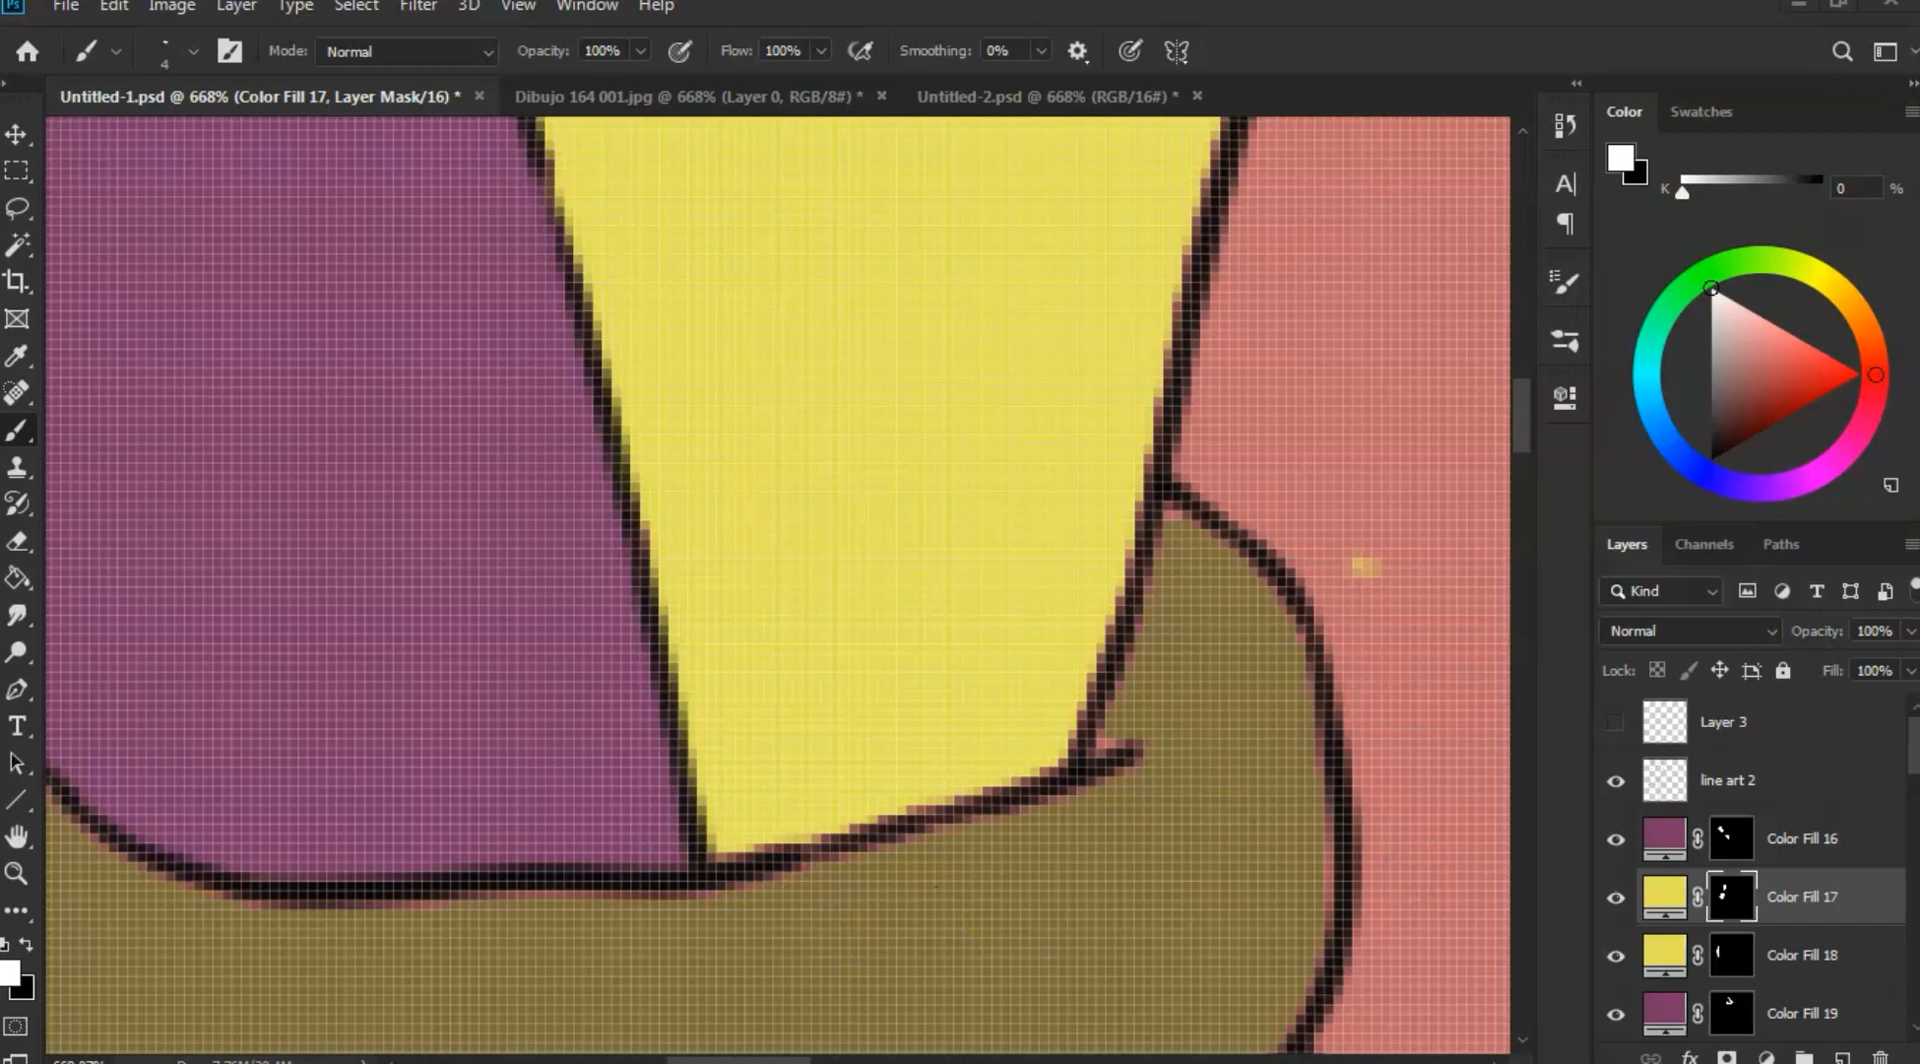 Ps File Edit Image Layer Type Select Filter 3D View Window Help
4 Mode: Normal Opacity: 100% Flow: 100% Smoothing: 0%
Untitled-1.psd @ 668% (Color Fill 17, Layer Mask/16) * Dibujo 164 001.jpg @ 668% (Layer 0, RGB/8#) * Untitled-2.psd @ 668% (RGB/16#) *
Color Swatches
K 0 %
Layers Channels Paths
Kind
Normal Opacity: 100%
Lock: Fill: 100%
Layer 3
line art 2
Color Fill 16
Color Fill 17
Color Fill 18
Color Fill 19